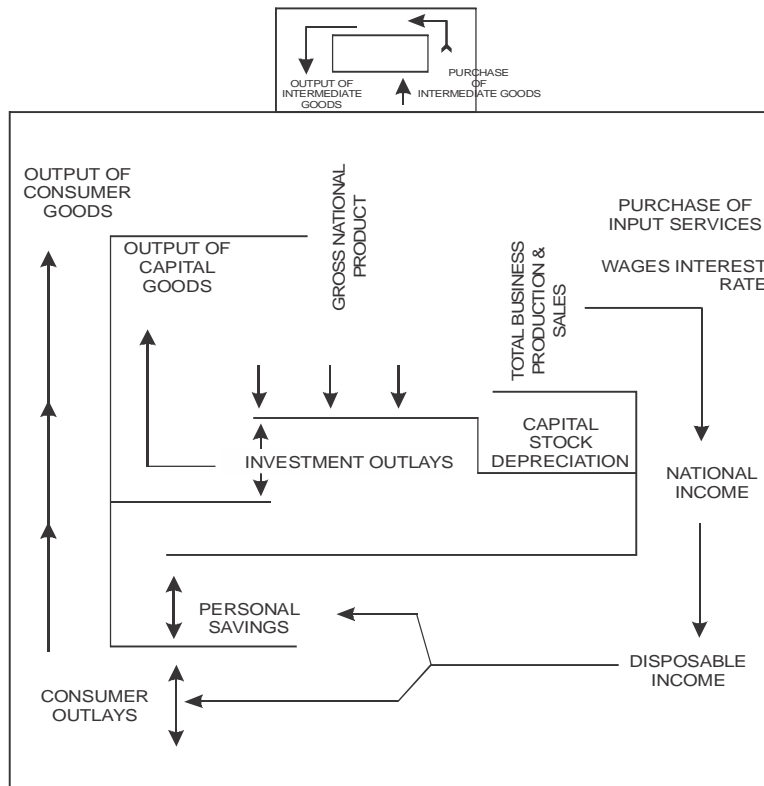 OUTPUT OF
INTERMEDIATE
GOODS
PURCHASE
OF
INTERMEDIATE GOODS
OUTPUT OF
CONSUMER
GOODS
OUTPUT OF
CAPITAL
GOODS
GROSS NATIONAL
PRODUCT
TOTAL BUSINESS
PRODUCTION &
SALES
PURCHASE OF
INPUT SERVICES
WAGES INTEREST
RATE
CAPITAL
STOCK
DEPRECIATION
INVESTMENT OUTLAYS
NATIONAL
INCOME
PERSONAL
SAVINGS
DISPOSABLE
INCOME
CONSUMER
OUTLAYS